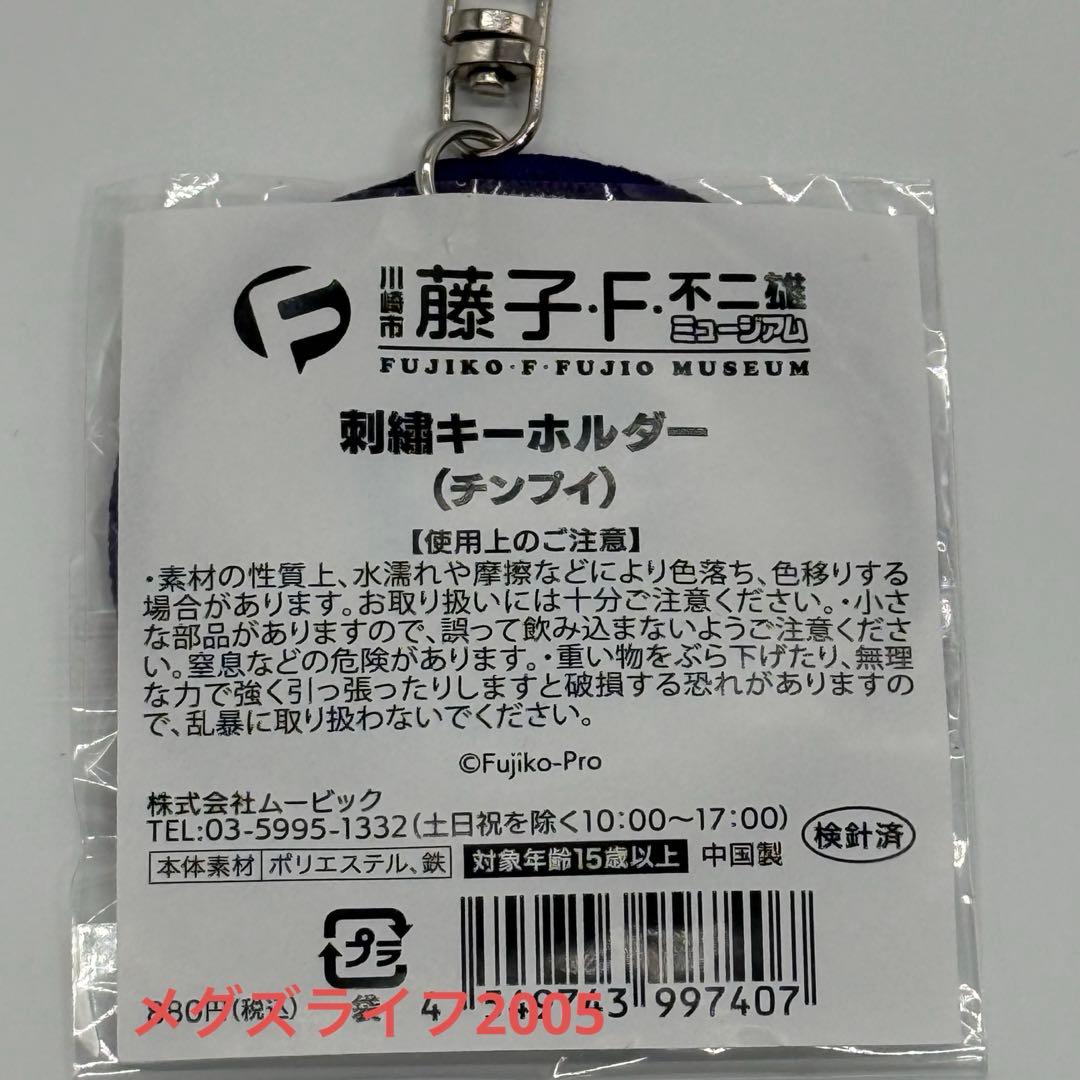 川崎市 藤子・F・不二雄
ミュージアム
FUJIKO・F・FUJIO MUSEUM
刺繍キーホルダー
(チンプイ)
【使用上のご注意】
・素材の性質上、水濡れや摩擦などにより色落ち、色移りする
場合があります。お取り扱いには十分ご注意ください。・小さ
な部品がありますので、誤って飲み込まないようご注意くださ
い。窒息などの危険があります。・重い物をぶら下げたり、無理
な力で強く引っ張ったりしますと破損する恐れがありますの
で、乱暴に取り扱わないでください。
©Fujiko-Pro
株式会社ムービック
TEL:03-5995-1332(土日祝を除く10:00～17:00)
検針済
本体素材 ポリエステル、鉄 対象年齢15歳以上 中国製
プラ
880円(税込) 袋 4 549743 997407
メグズライフ2005